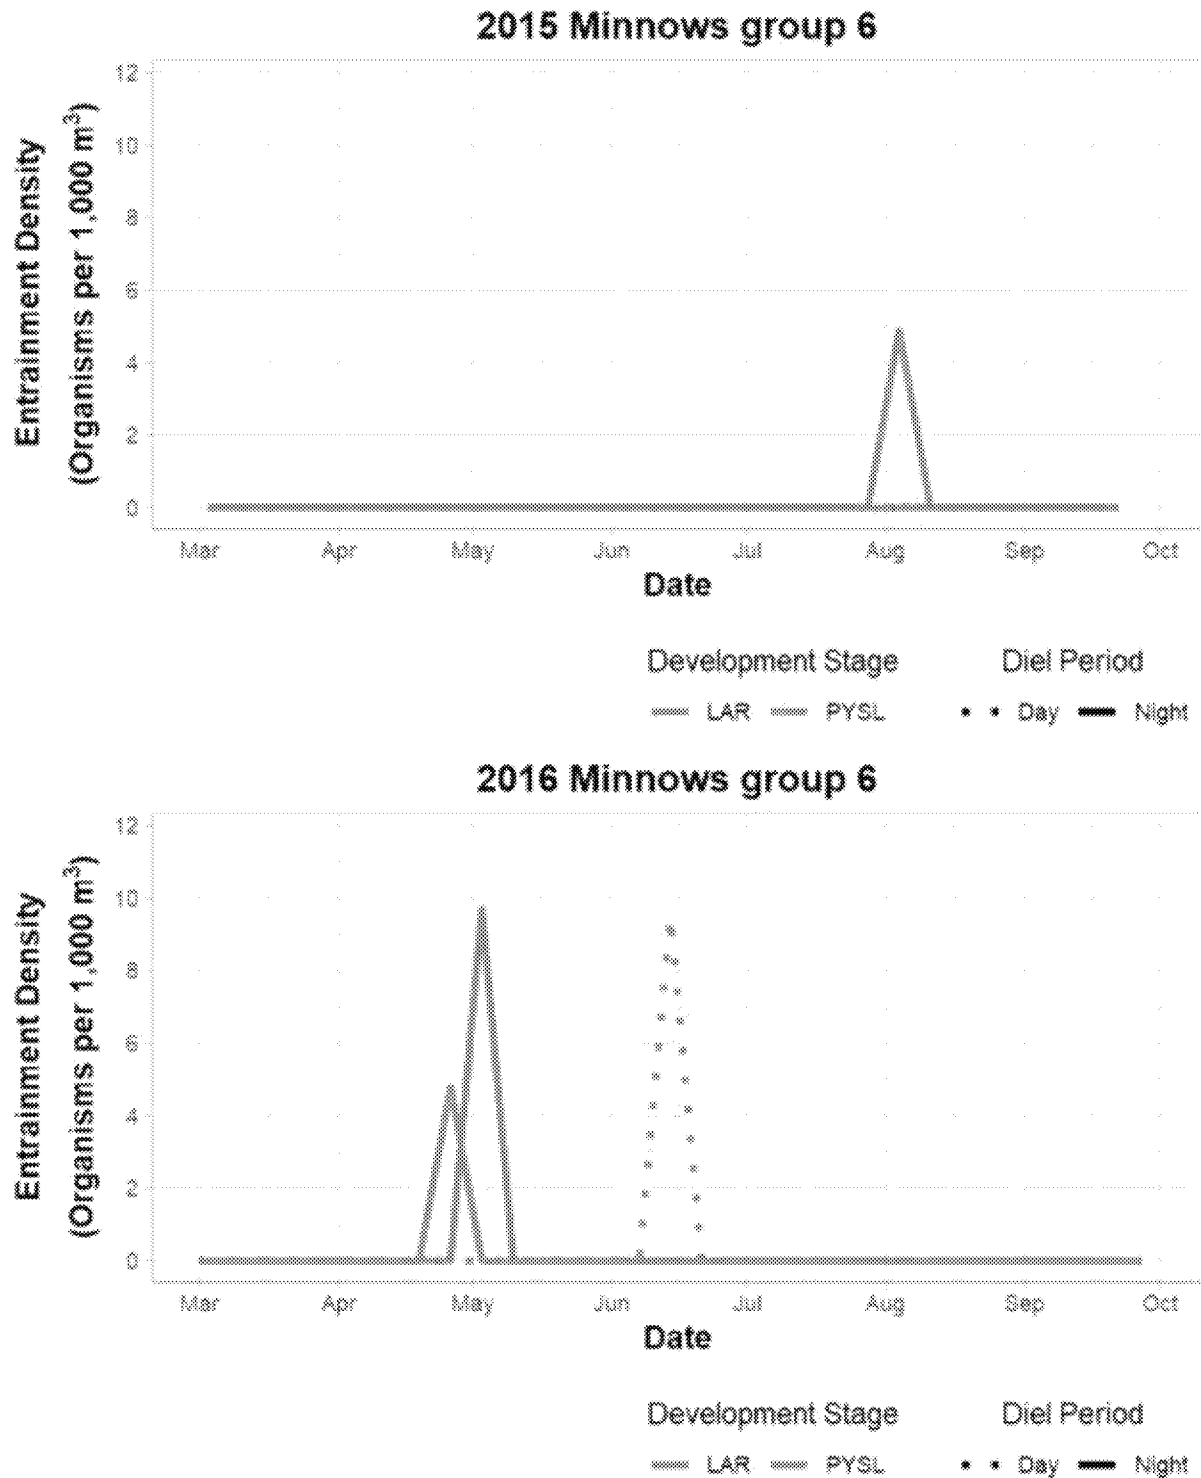 2015 Minnows group 6
12
10
8
6
4
2
0
Entrainment Density
(Organisms per 1,000 m³)
Mar Apr May Jun Jul Aug Sep Oct
Date
Development Stage Diel Period
LAR PYSL Day Night
2016 Minnows group 6
12
10
8
6
4
2
0
Entrainment Density
(Organisms per 1,000 m³)
Mar Apr May Jun Jul Aug Sep Oct
Date
Development Stage Diel Period
LAR PYSL Day Night